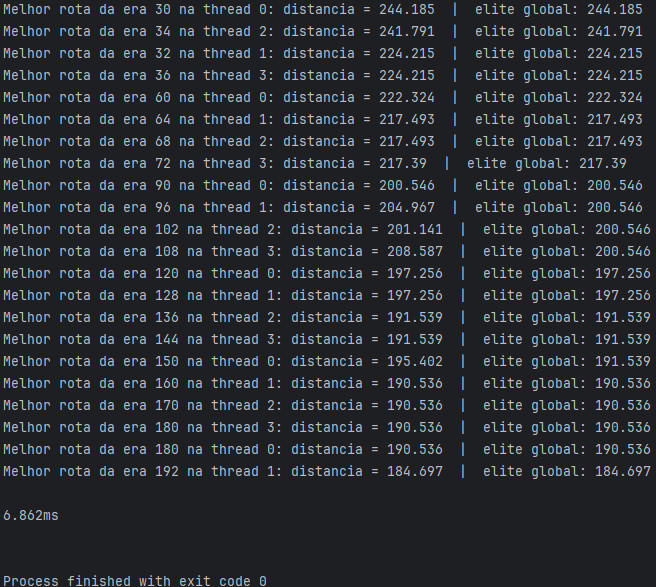 Melhor rota da era 30 na thread 0: distancia = 244.185  |  elite global: 244.185
Melhor rota da era 34 na thread 2: distancia = 241.791  |  elite global: 241.791
Melhor rota da era 32 na thread 1: distancia = 224.215  |  elite global: 224.215
Melhor rota da era 36 na thread 3: distancia = 224.215  |  elite global: 224.215
Melhor rota da era 60 na thread 0: distancia = 222.324  |  elite global: 222.324
Melhor rota da era 64 na thread 1: distancia = 217.493  |  elite global: 217.493
Melhor rota da era 68 na thread 2: distancia = 217.493  |  elite global: 217.493
Melhor rota da era 72 na thread 3: distancia = 217.39  |  elite global: 217.39
Melhor rota da era 90 na thread 0: distancia = 200.546  |  elite global: 200.546
Melhor rota da era 96 na thread 1: distancia = 204.967  |  elite global: 200.546
Melhor rota da era 102 na thread 2: distancia = 201.141  |  elite global: 200.546
Melhor rota da era 108 na thread 3: distancia = 208.587  |  elite global: 200.546
Melhor rota da era 120 na thread 0: distancia = 197.256  |  elite global: 197.256
Melhor rota da era 128 na thread 1: distancia = 197.256  |  elite global: 197.256
Melhor rota da era 136 na thread 2: distancia = 191.539  |  elite global: 191.539
Melhor rota da era 144 na thread 3: distancia = 191.539  |  elite global: 191.539
Melhor rota da era 150 na thread 0: distancia = 195.402  |  elite global: 191.539
Melhor rota da era 160 na thread 1: distancia = 190.536  |  elite global: 190.536
Melhor rota da era 170 na thread 2: distancia = 190.536  |  elite global: 190.536
Melhor rota da era 180 na thread 3: distancia = 190.536  |  elite global: 190.536
Melhor rota da era 180 na thread 0: distancia = 190.536  |  elite global: 190.536
Melhor rota da era 192 na thread 1: distancia = 184.697  |  elite global: 184.697
6.862ms
Process finished with exit code 0